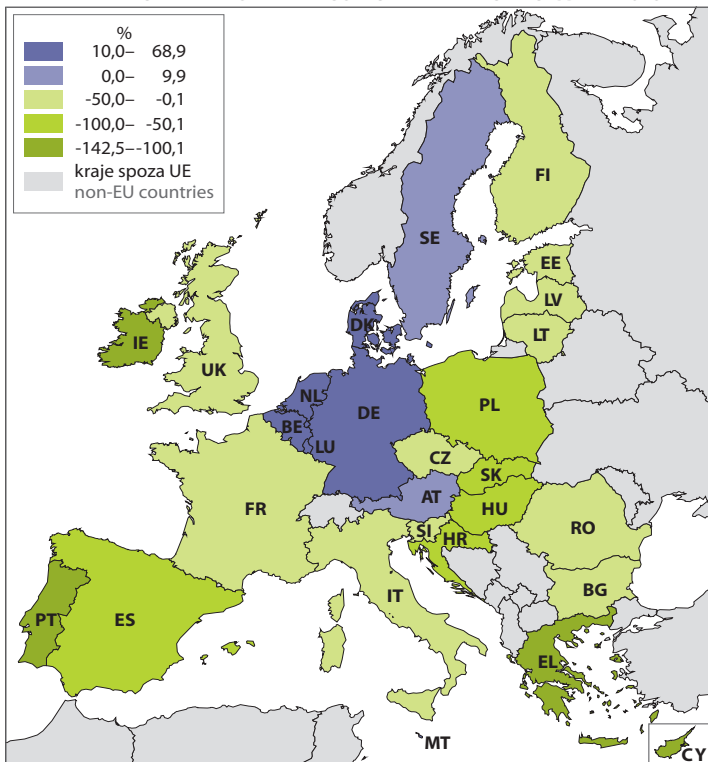 %
10,0– 68,9
0,0– 9,9
-50,0– -0,1
-100,0– -50,1
-142,5– -100,1
kraje spoza UE
non-EU countries
FI
SE
EE
LV
LT
DK
IE
UK
NL
BE
LU
DE
PL
CZ
SK
AT
HU
FR
SI
HR
RO
IT
BG
PT
ES
EL
MT
CY